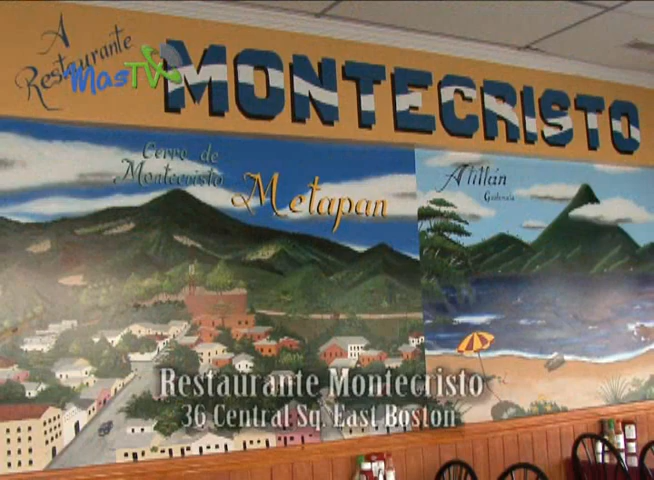 A
Restaurante
MasTV
MONTECRISTO
Cerro de
Montecristo
Metapan
Atitlán
Guatemala
Restaurante Montecristo
36 Central Sq. East Boston